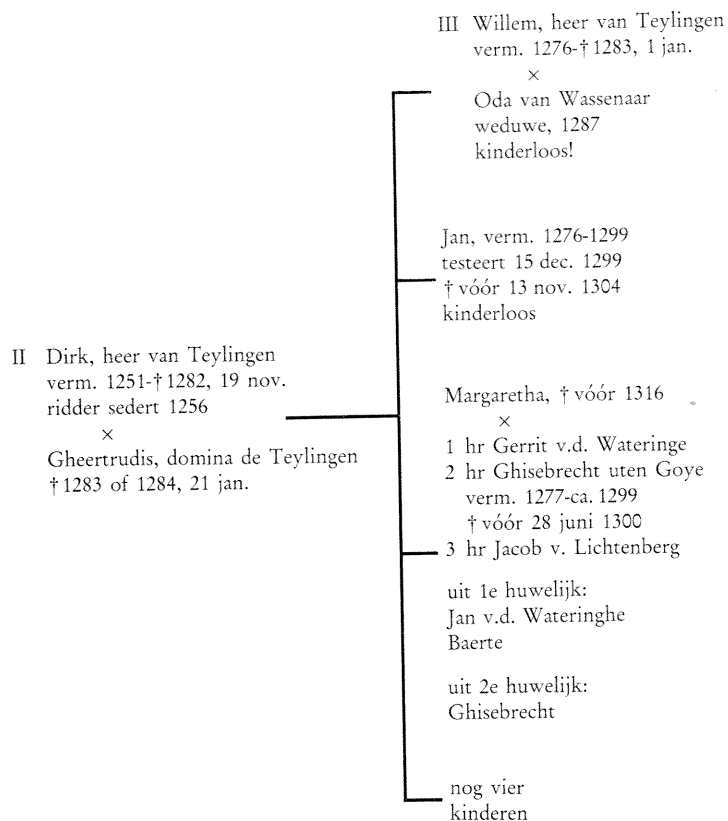 III Willem, heer van Teylingen
verm. 1276-† 1283, 1 jan.
×
Oda van Wassenaar
weduwe, 1287
kinderloos!
Jan, verm. 1276-1299
testeert 15 dec. 1299
† vóór 13 nov. 1304
kinderloos
II Dirk, heer van Teylingen
verm. 1251-† 1282, 19 nov.
ridder sedert 1256
×
Gheertrudis, domina de Teylingen
† 1283 of 1284, 21 jan.
Margaretha, † vóór 1316
×
1 hr Gerrit v.d. Wateringe
2 hr Ghisebrecht uten Goye
verm. 1277-ca. 1299
† vóór 28 juni 1300
3 hr Jacob v. Lichtenberg
uit 1e huwelijk:
Jan v.d. Wateringhe
Baerte
uit 2e huwelijk:
Ghisebrecht
nog vier
kinderen